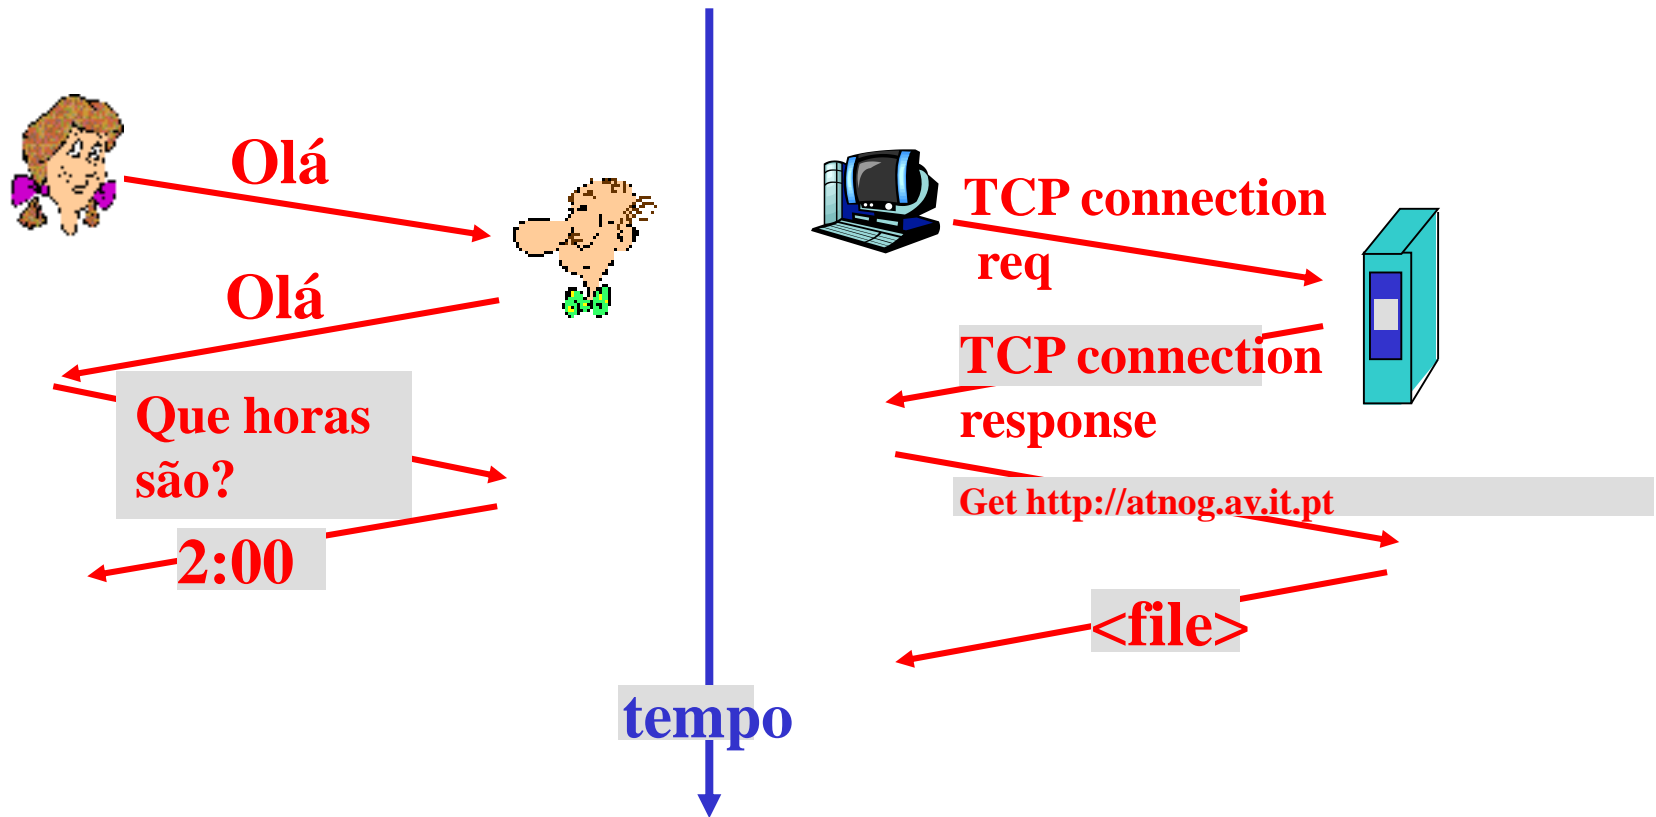 Olá
Olá
Que horas
são?
2:00
TCP connection
req
TCP connection
response
Get http://atnog.av.it.pt
<file>
tempo